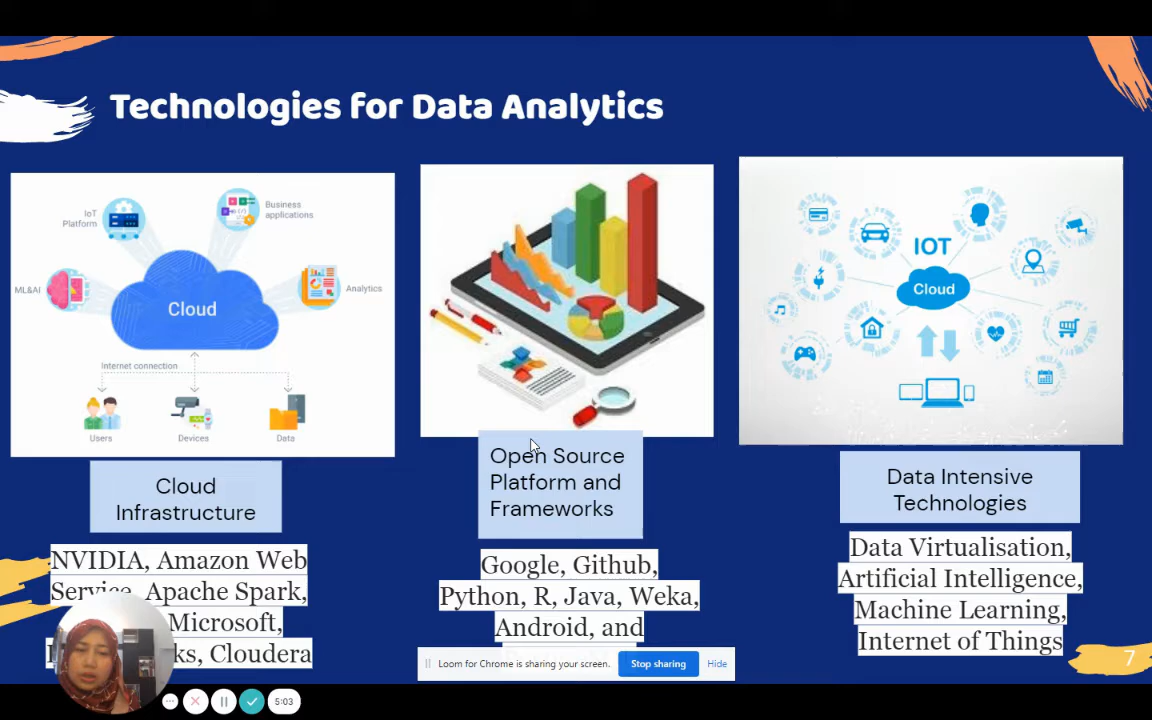 Technologies for Data Analytics
IoT
Platform
Business
applications
ML&AI
Cloud
Analytics
Internet connection
Users
Devices
Data
IOT
Cloud
Cloud
Infrastructure
NVIDIA, Amazon Web
Service, Apache Spark,
Microsoft,
Cloudera
Open Source
Platform and
Frameworks
Google, Github,
Python, R, Java, Weka,
Android, and
Data Intensive
Technologies
Data Virtualisation,
Artificial Intelligence,
Machine Learning,
Internet of Things
Loom for Chrome is sharing your screen.
Stop sharing
Hide
7
5:03